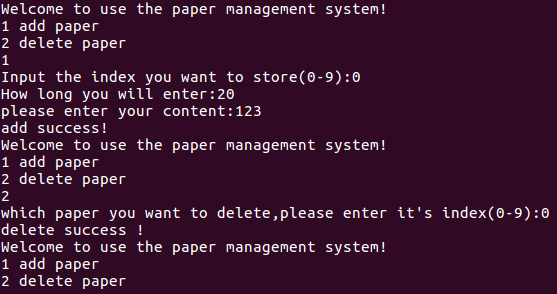 Welcome to use the paper management system!
1 add paper
2 delete paper
1
Input the index you want to store(0-9):0
How long you will enter:20
please enter your content:123
add success!
Welcome to use the paper management system!
1 add paper
2 delete paper
2
which paper you want to delete,please enter it's index(0-9):0
delete success !
Welcome to use the paper management system!
1 add paper
2 delete paper